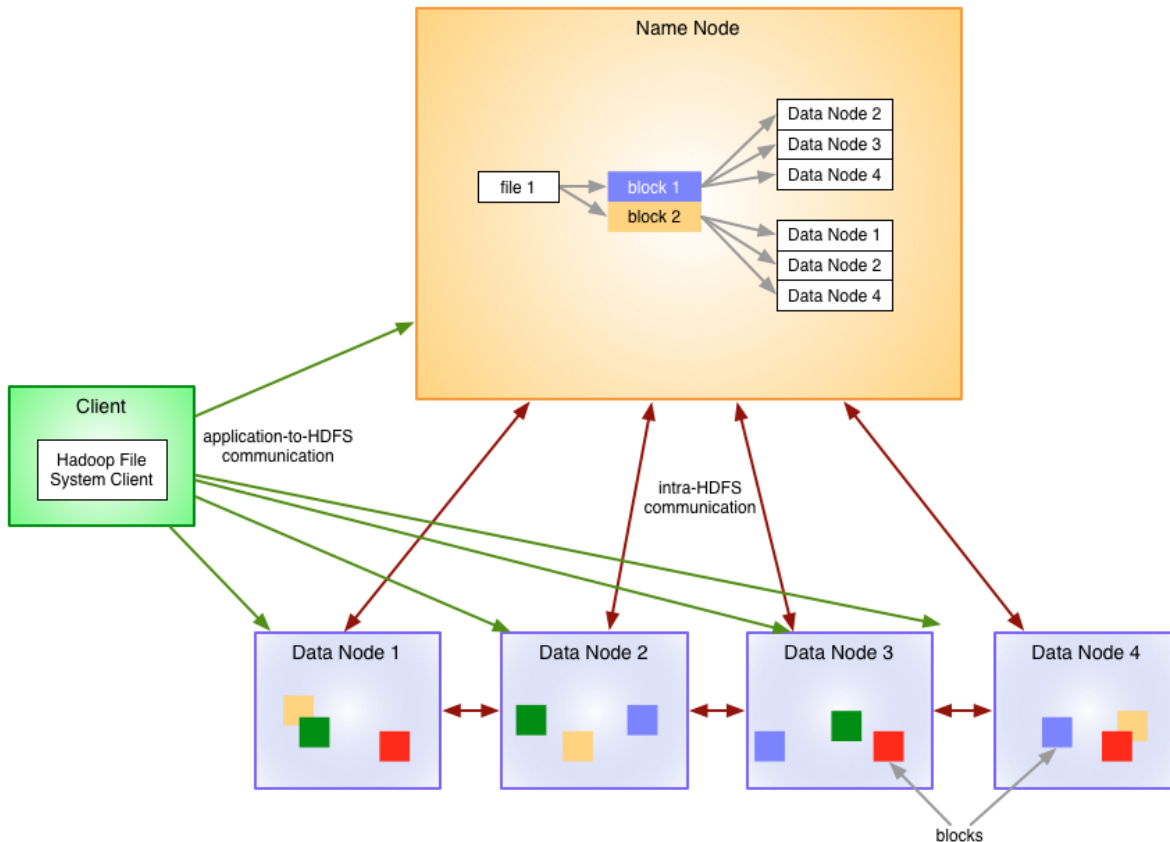 Name Node
Data Node 2
Data Node 3
Data Node 4
file 1
block 1
block 2
Data Node 1
Data Node 2
Data Node 4
Client
Hadoop File
System Client
application-to-HDFS
communication
intra-HDFS
communication
Data Node 1
Data Node 2
Data Node 3
Data Node 4
blocks